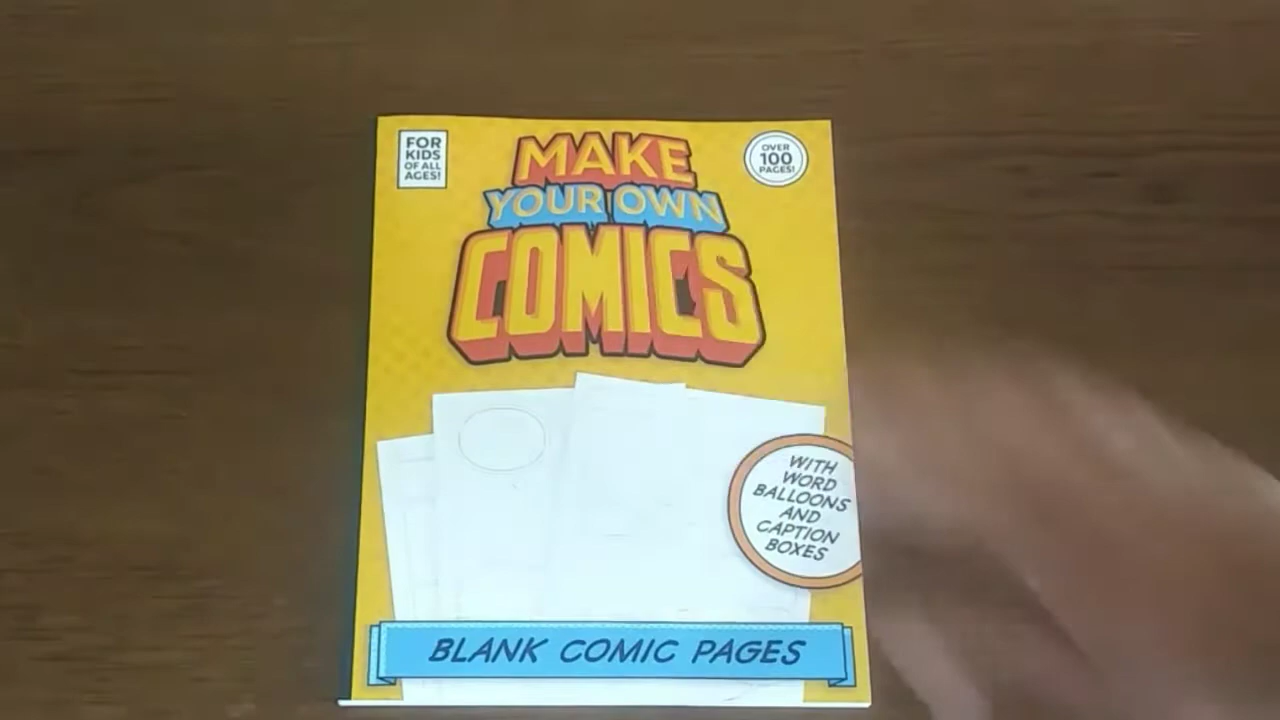 FOR
KIDS
OF ALL
AGES!
MAKE
YOUR OWN
COMICS
OVER
100
PAGES!
WITH
WORD
BALLOONS
AND
CAPTION
BOXES
BLANK COMIC PAGES